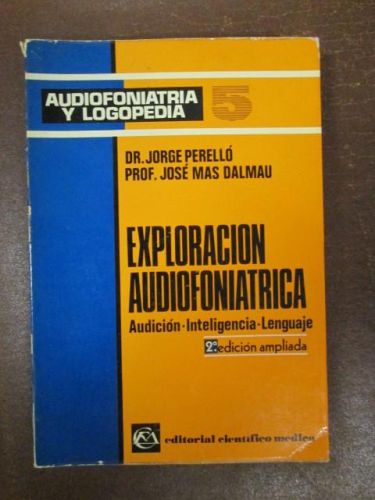 AUDIOFONIATRIA
Y LOGOPEDIA
5
DR. JORGE PERELLÓ
PROF. JOSÉ MAS DALMAU
EXPLORACION
AUDIOFONIATRICA
Audición·Inteligencia·Lenguaje
2ª edición ampliada
editorial científico medica